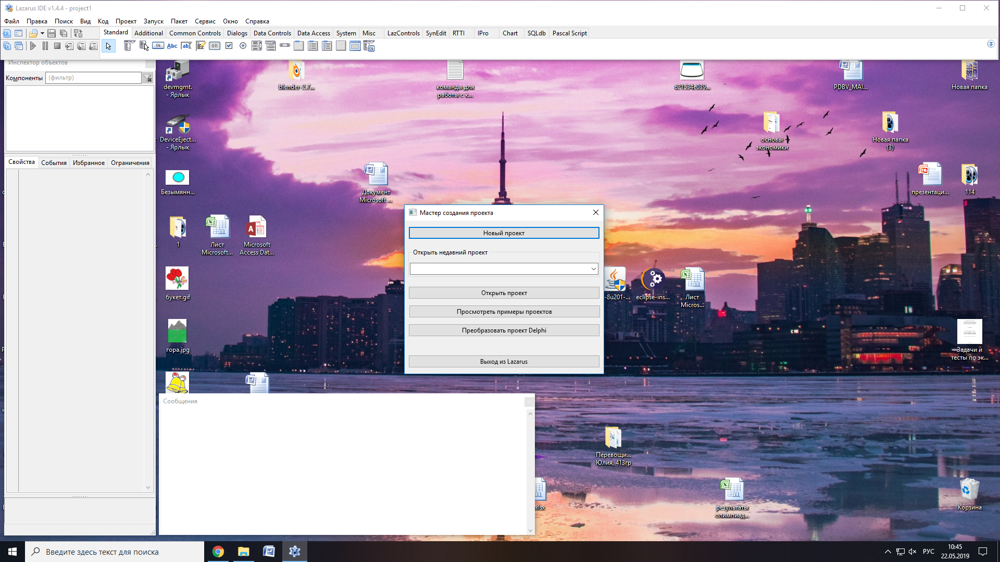 Lazarus IDE v1.4.4 - project1
Файл Правка Поиск Вид Код Проект Запуск Пакет Сервис Окно Справка
Standard Additional Common Controls Dialogs Data Controls Data Access System Misc LazControls SynEdit RTTI IPro Chart SQLdb Pascal Script
Ok Abc abI on
Инспектор объектов
Компоненты (фильтр)
Свойства События Избранное Ограничения
devmgmt.
- Ярлык
blender-2.7...
команды для
работы с к...
621534e039...
PDBV_MAI...
Новая папка
DeviceEject...
- Ярлык
основы
экономики
Новая папка
(3)
Безымянн...
Документ
Microsoft ...
презентаци...
114
1
Лист
Microsoft...
Microsoft
Access Dat...
Мастер создания проекта
Новый проект
Открыть недавний проект
Открыть проект
Просмотреть примеры проектов
Преобразовать проект Delphi
Выход из Lazarus
букет.gif
-8u201-...
eclipse-ins...
Лист
Micros...
гора.jpg
Задачи и
тесты по эк...
Сообщения
Перевощи...
Юлия, 413гр
xlsx
результаты
олимпиад...
Корзина
Введите здесь текст для поиска
РУС
10:45
22.05.2019